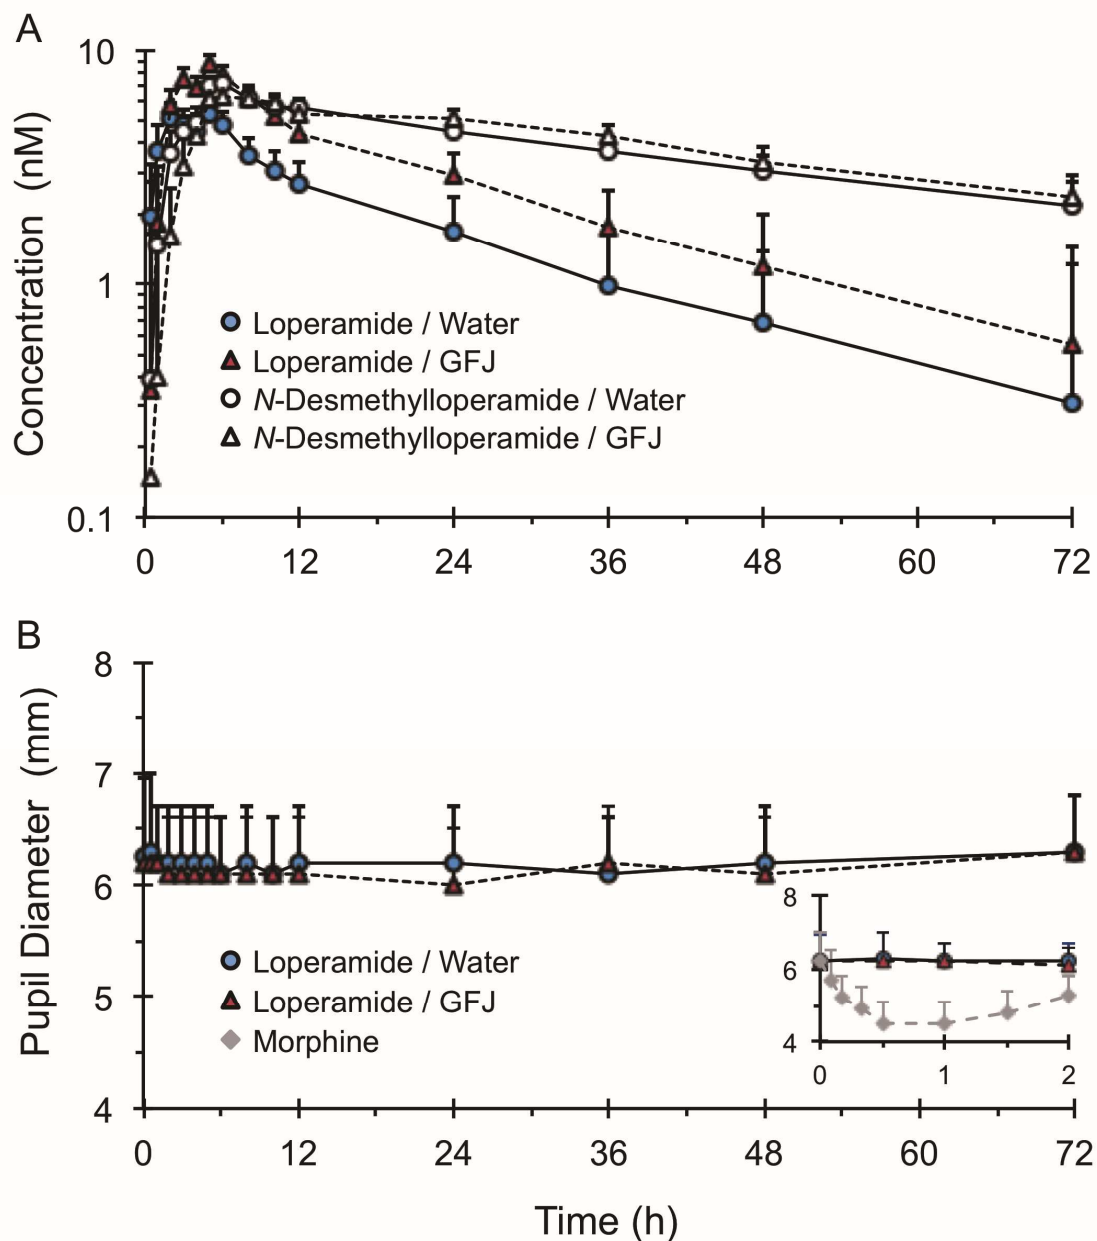 A
Concentration (nM)
10
1
0.1
Loperamide / Water
Loperamide / GFJ
N-Desmethylloperamide / Water
N-Desmethylloperamide / GFJ
0 12 24 36 48 60 72
B
Pupil Diameter (mm)
8
7
6
5
4
Loperamide / Water
Loperamide / GFJ
Morphine
8
6
4
0 1 2
0 12 24 36 48 60 72
Time (h)